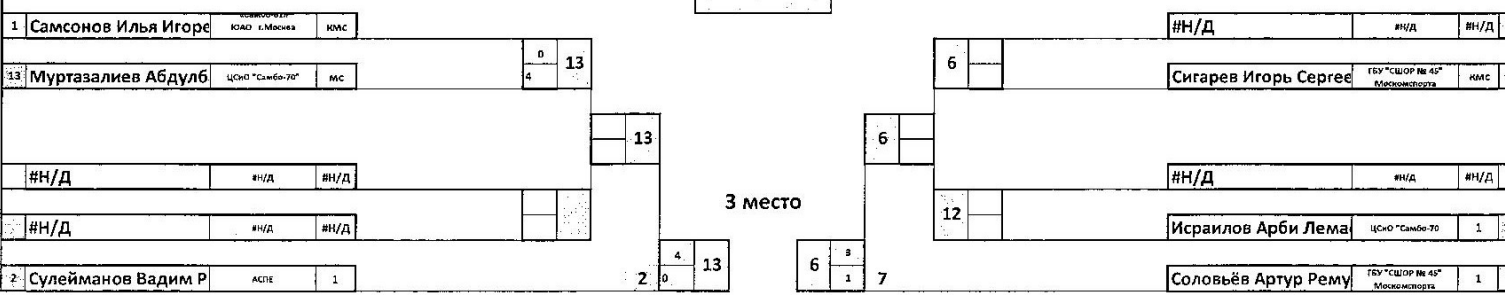 1 Самсонов Илья Игоре ЮАО г.Москва кмс
#Н/Д #Н/Д #Н/Д
0
13
6
13 Муртазалиев Абдулб ЦСиО "Самбо-70" мс
4
Сигарев Игорь Сергее ГБУ "СШОР № 45" Москомспорта кмс
13
6
#Н/Д #Н/Д #Н/Д
#Н/Д #Н/Д #Н/Д
3 место
12
#Н/Д #Н/Д #Н/Д
Исраилов Арби Лема ЦСиО "Самбо-70 1
4
13
6
3
2 Сулейманов Вадим Р АСПЕ 1
2 0
1 7
Соловьёв Артур Рему ГБУ "СШОР № 45" Москомспорта 1